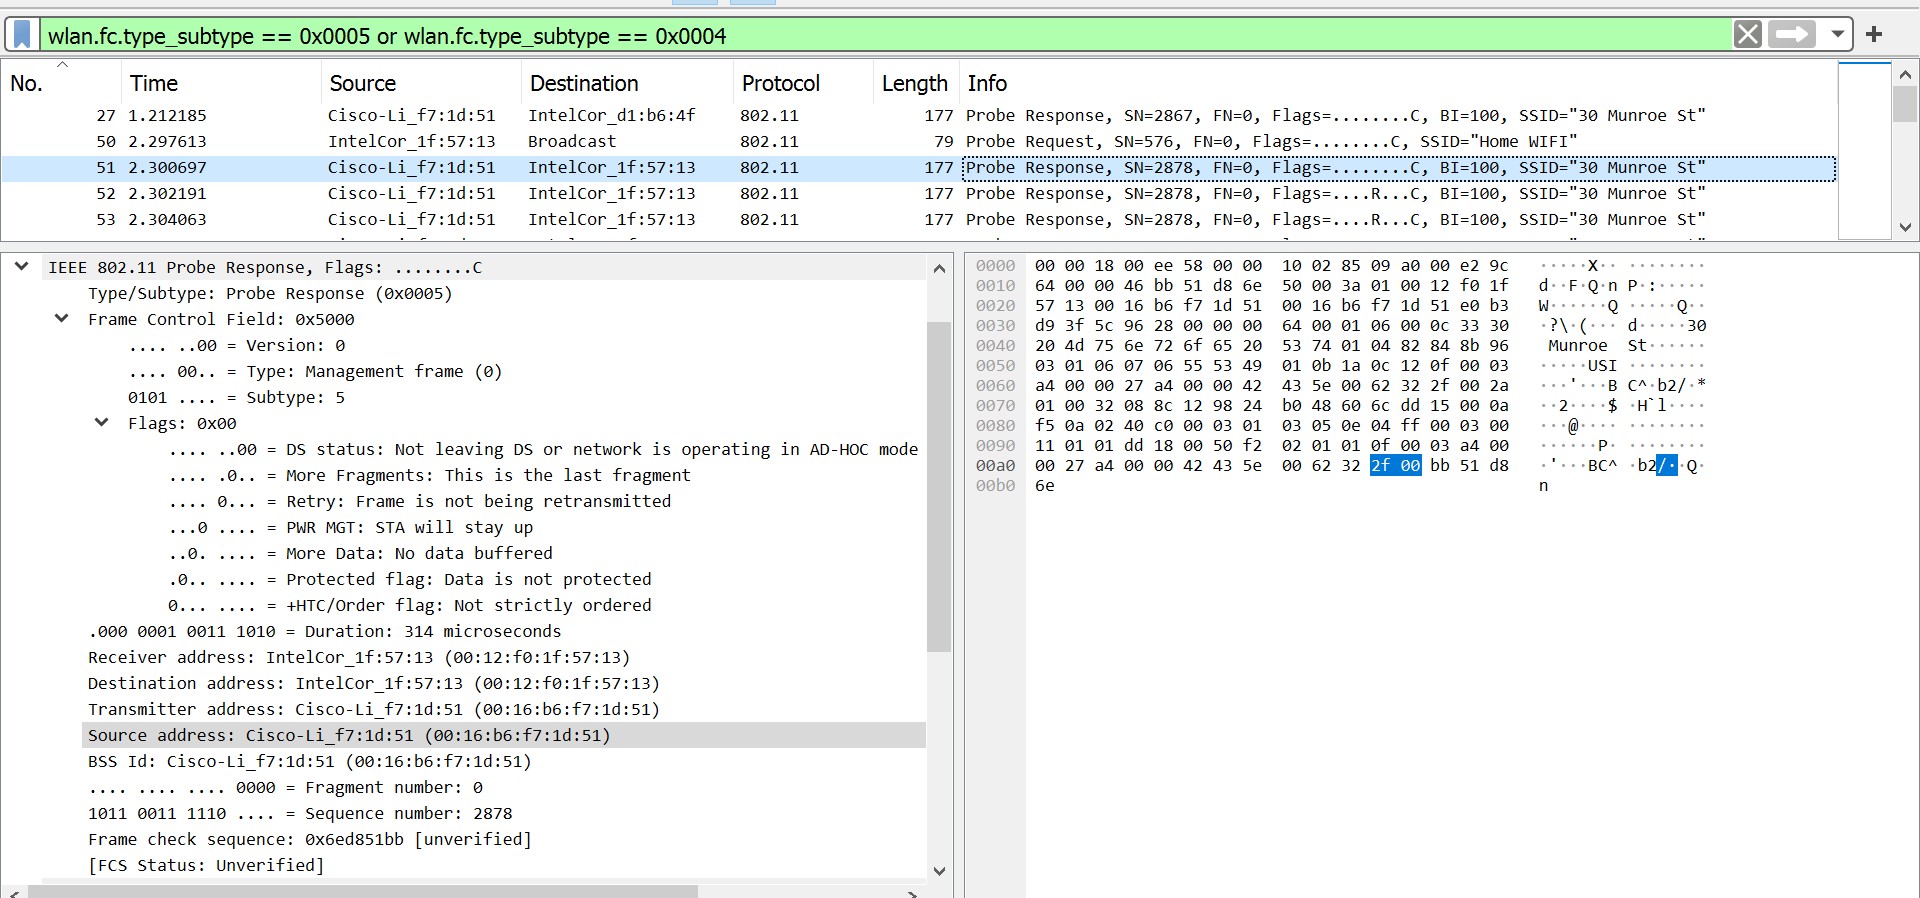 wlan.fc.type_subtype == 0x0005 or wlan.fc.type_subtype == 0x0004
No. Time Source Destination Protocol Length Info
27 1.212185 Cisco-Li_f7:1d:51 IntelCor_d1:b6:4f 802.11 177 Probe Response, SN=2867, FN=0, Flags=........C, BI=100, SSID="30 Munroe St"
50 2.297613 IntelCor_1f:57:13 Broadcast 802.11 79 Probe Request, SN=576, FN=0, Flags=........C, SSID="Home WIFI"
51 2.300697 Cisco-Li_f7:1d:51 IntelCor_1f:57:13 802.11 177 Probe Response, SN=2878, FN=0, Flags=........C, BI=100, SSID="30 Munroe St"
52 2.302191 Cisco-Li_f7:1d:51 IntelCor_1f:57:13 802.11 177 Probe Response, SN=2878, FN=0, Flags=....R...C, BI=100, SSID="30 Munroe St"
53 2.304063 Cisco-Li_f7:1d:51 IntelCor_1f:57:13 802.11 177 Probe Response, SN=2878, FN=0, Flags=....R...C, BI=100, SSID="30 Munroe St"
IEEE 802.11 Probe Response, Flags: ........C
Type/Subtype: Probe Response (0x0005)
Frame Control Field: 0x5000
.... ..00 = Version: 0
.... 00.. = Type: Management frame (0)
0101 .... = Subtype: 5
Flags: 0x00
.... ..00 = DS status: Not leaving DS or network is operating in AD-HOC mode
.... .0.. = More Fragments: This is the last fragment
.... 0... = Retry: Frame is not being retransmitted
...0 .... = PWR MGT: STA will stay up
..0. .... = More Data: No data buffered
.0.. .... = Protected flag: Data is not protected
0... .... = +HTC/Order flag: Not strictly ordered
.000 0001 0011 1010 = Duration: 314 microseconds
Receiver address: IntelCor_1f:57:13 (00:12:f0:1f:57:13)
Destination address: IntelCor_1f:57:13 (00:12:f0:1f:57:13)
Transmitter address: Cisco-Li_f7:1d:51 (00:16:b6:f7:1d:51)
Source address: Cisco-Li_f7:1d:51 (00:16:b6:f7:1d:51)
BSS Id: Cisco-Li_f7:1d:51 (00:16:b6:f7:1d:51)
.... .... .... 0000 = Fragment number: 0
1011 0011 1110 .... = Sequence number: 2878
Frame check sequence: 0x6ed851bb [unverified]
[FCS Status: Unverified]
0000 00 00 18 00 ee 58 00 00 10 02 85 09 a0 00 e2 9c ·····X·· ········
0010 64 00 00 46 bb 51 d8 6e 50 00 3a 01 00 12 f0 1f d··F·Q·n P·:·····
0020 57 13 00 16 b6 f7 1d 51 00 16 b6 f7 1d 51 e0 b3 W······Q ·····Q··
0030 d9 3f 5c 96 28 00 00 00 64 00 01 06 00 0c 33 30 ·?\·(··· d·····30
0040 20 4d 75 6e 72 6f 65 20 53 74 01 04 82 84 8b 96 Munroe St······
0050 03 01 06 07 06 55 53 49 01 0b 1a 0c 12 0f 00 03 ·····USI ········
0060 a4 00 00 27 a4 00 00 42 43 5e 00 62 32 2f 00 2a ···'···B C^·b2/·*
0070 01 00 32 08 8c 12 98 24 b0 48 60 6c dd 15 00 0a ··2····$ ·H`l····
0080 f5 0a 02 40 c0 00 03 01 03 05 0e 04 ff 00 03 00 ···@···· ········
0090 11 01 01 dd 18 00 50 f2 02 01 01 0f 00 03 a4 00 ······P· ········
00a0 00 27 a4 00 00 42 43 5e 00 62 32 2f 00 bb 51 d8 ·'···BC^ ·b2/··Q·
00b0 6e n